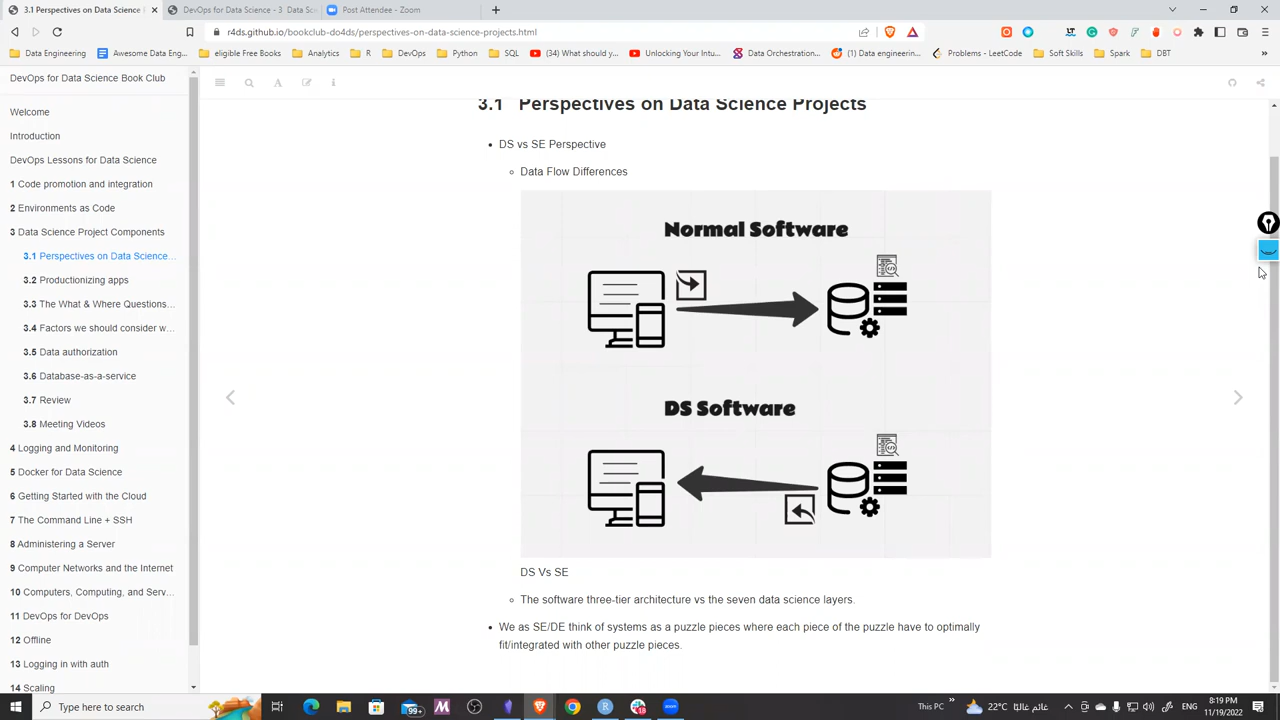 3.1 Perspectives on Data Science P
DevOps for Data Science - 3 Data Sci
Post Attendee - Zoom
r4ds.github.io/bookclub-do4ds/perspectives-on-data-science-projects.html
Data Engineering
Awesome Data Eng...
eligible Free Books
Analytics
R
DevOps
Python
SQL
(34) What should y...
Unlocking Your Intu...
Data Orchestration...
(1) (Data engineering...
Problems - LeetCode
Soft Skills
Spark
DBT
DevOps for Data Science Book Club
Welcome
Introduction
DevOps Lessons for Data Science
1 Code promotion and integration
2 Environments as Code
3 Data Science Project Components
3.1 Perspectives on Data Science...
3.2 Productionizing apps
3.3 The What & Where Questions...
3.4 Factors we should consider w...
3.5 Data authorization
3.6 Database-as-a-service
3.7 Review
3.8 Meeting Videos
4 Logging and Monitoring
5 Docker for Data Science
6 Getting Started with the Cloud
7 The Command Line + SSH
8 Administering a Server
9 Computer Networks and the Internet
10 Computers, Computing, and Serv...
11 DevOps for DevOps
12 Offline
13 Logging in with auth
14 Scaling
3.1 Perspectives on Data Science Projects
DS vs SE Perspective
Data Flow Differences
Normal Software
DS Software
DS Vs SE
The software three-tier architecture vs the seven data science layers.
We as SE/DE think of systems as a puzzle pieces where each piece of the puzzle have to optimally
fit/integrated with other puzzle pieces.
Type here to search
99+
This PC
22°C غائم غالبًا
ENG
8:19 PM
11/19/2022